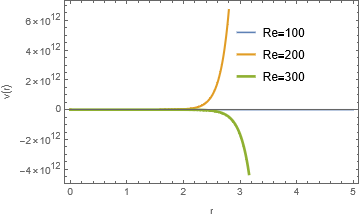 6×10¹²
4×10¹²
2×10¹²
0
−2×10¹²
−4×10¹²
v(r)
Re=100
Re=200
Re=300
0 1 2 3 4 5
r